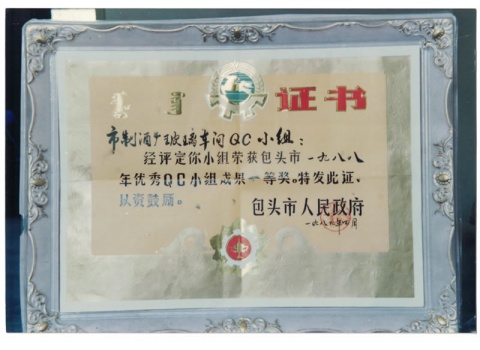 证书
市制酒厂玻璃车间QC小组：
经评定你小组荣获包头市一九八八
年优秀QC小组成果一等奖。特发此证、
以资鼓励。
包头市人民政府